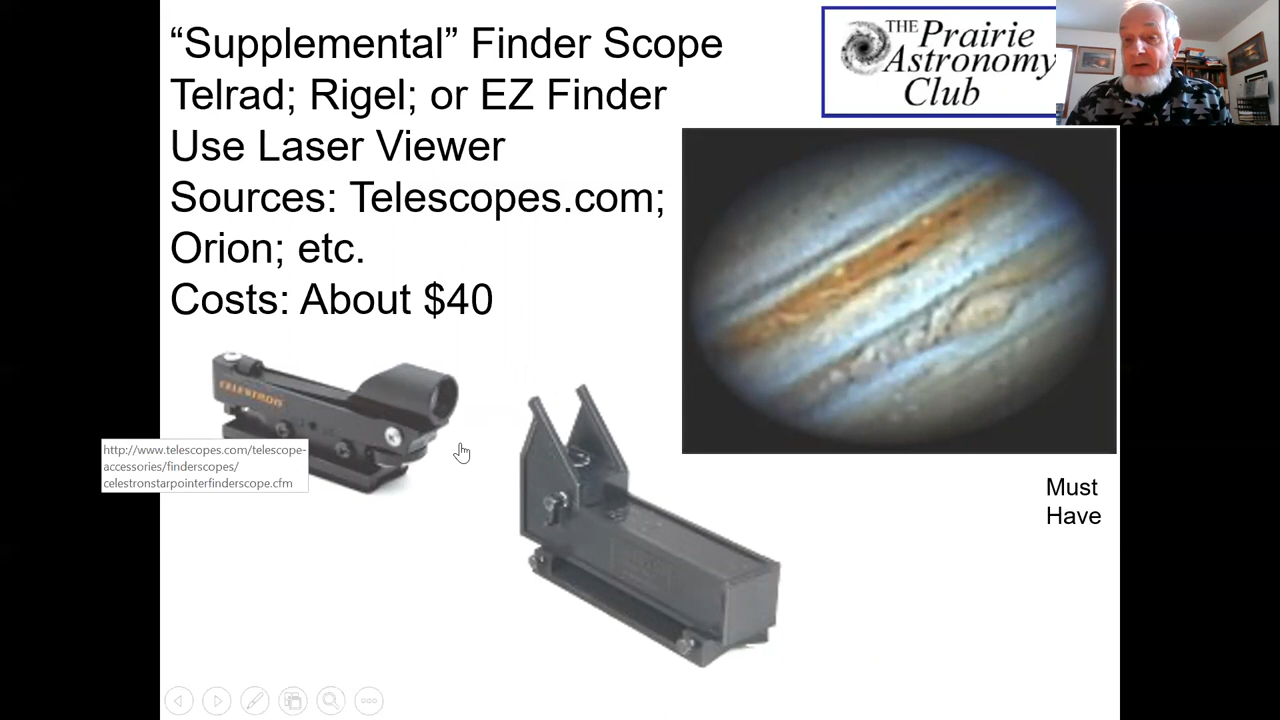 “Supplemental” Finder Scope
Telrad; Rigel; or EZ Finder
Use Laser Viewer
Sources: Telescopes.com;
Orion; etc.
Costs: About $40
THE Prairie
Astronomy
Club
CELESTRON
http://www.telescopes.com/telescope-
accessories/finderscopes/
celestronstarpointerfinderscope.cfm
Must
Have